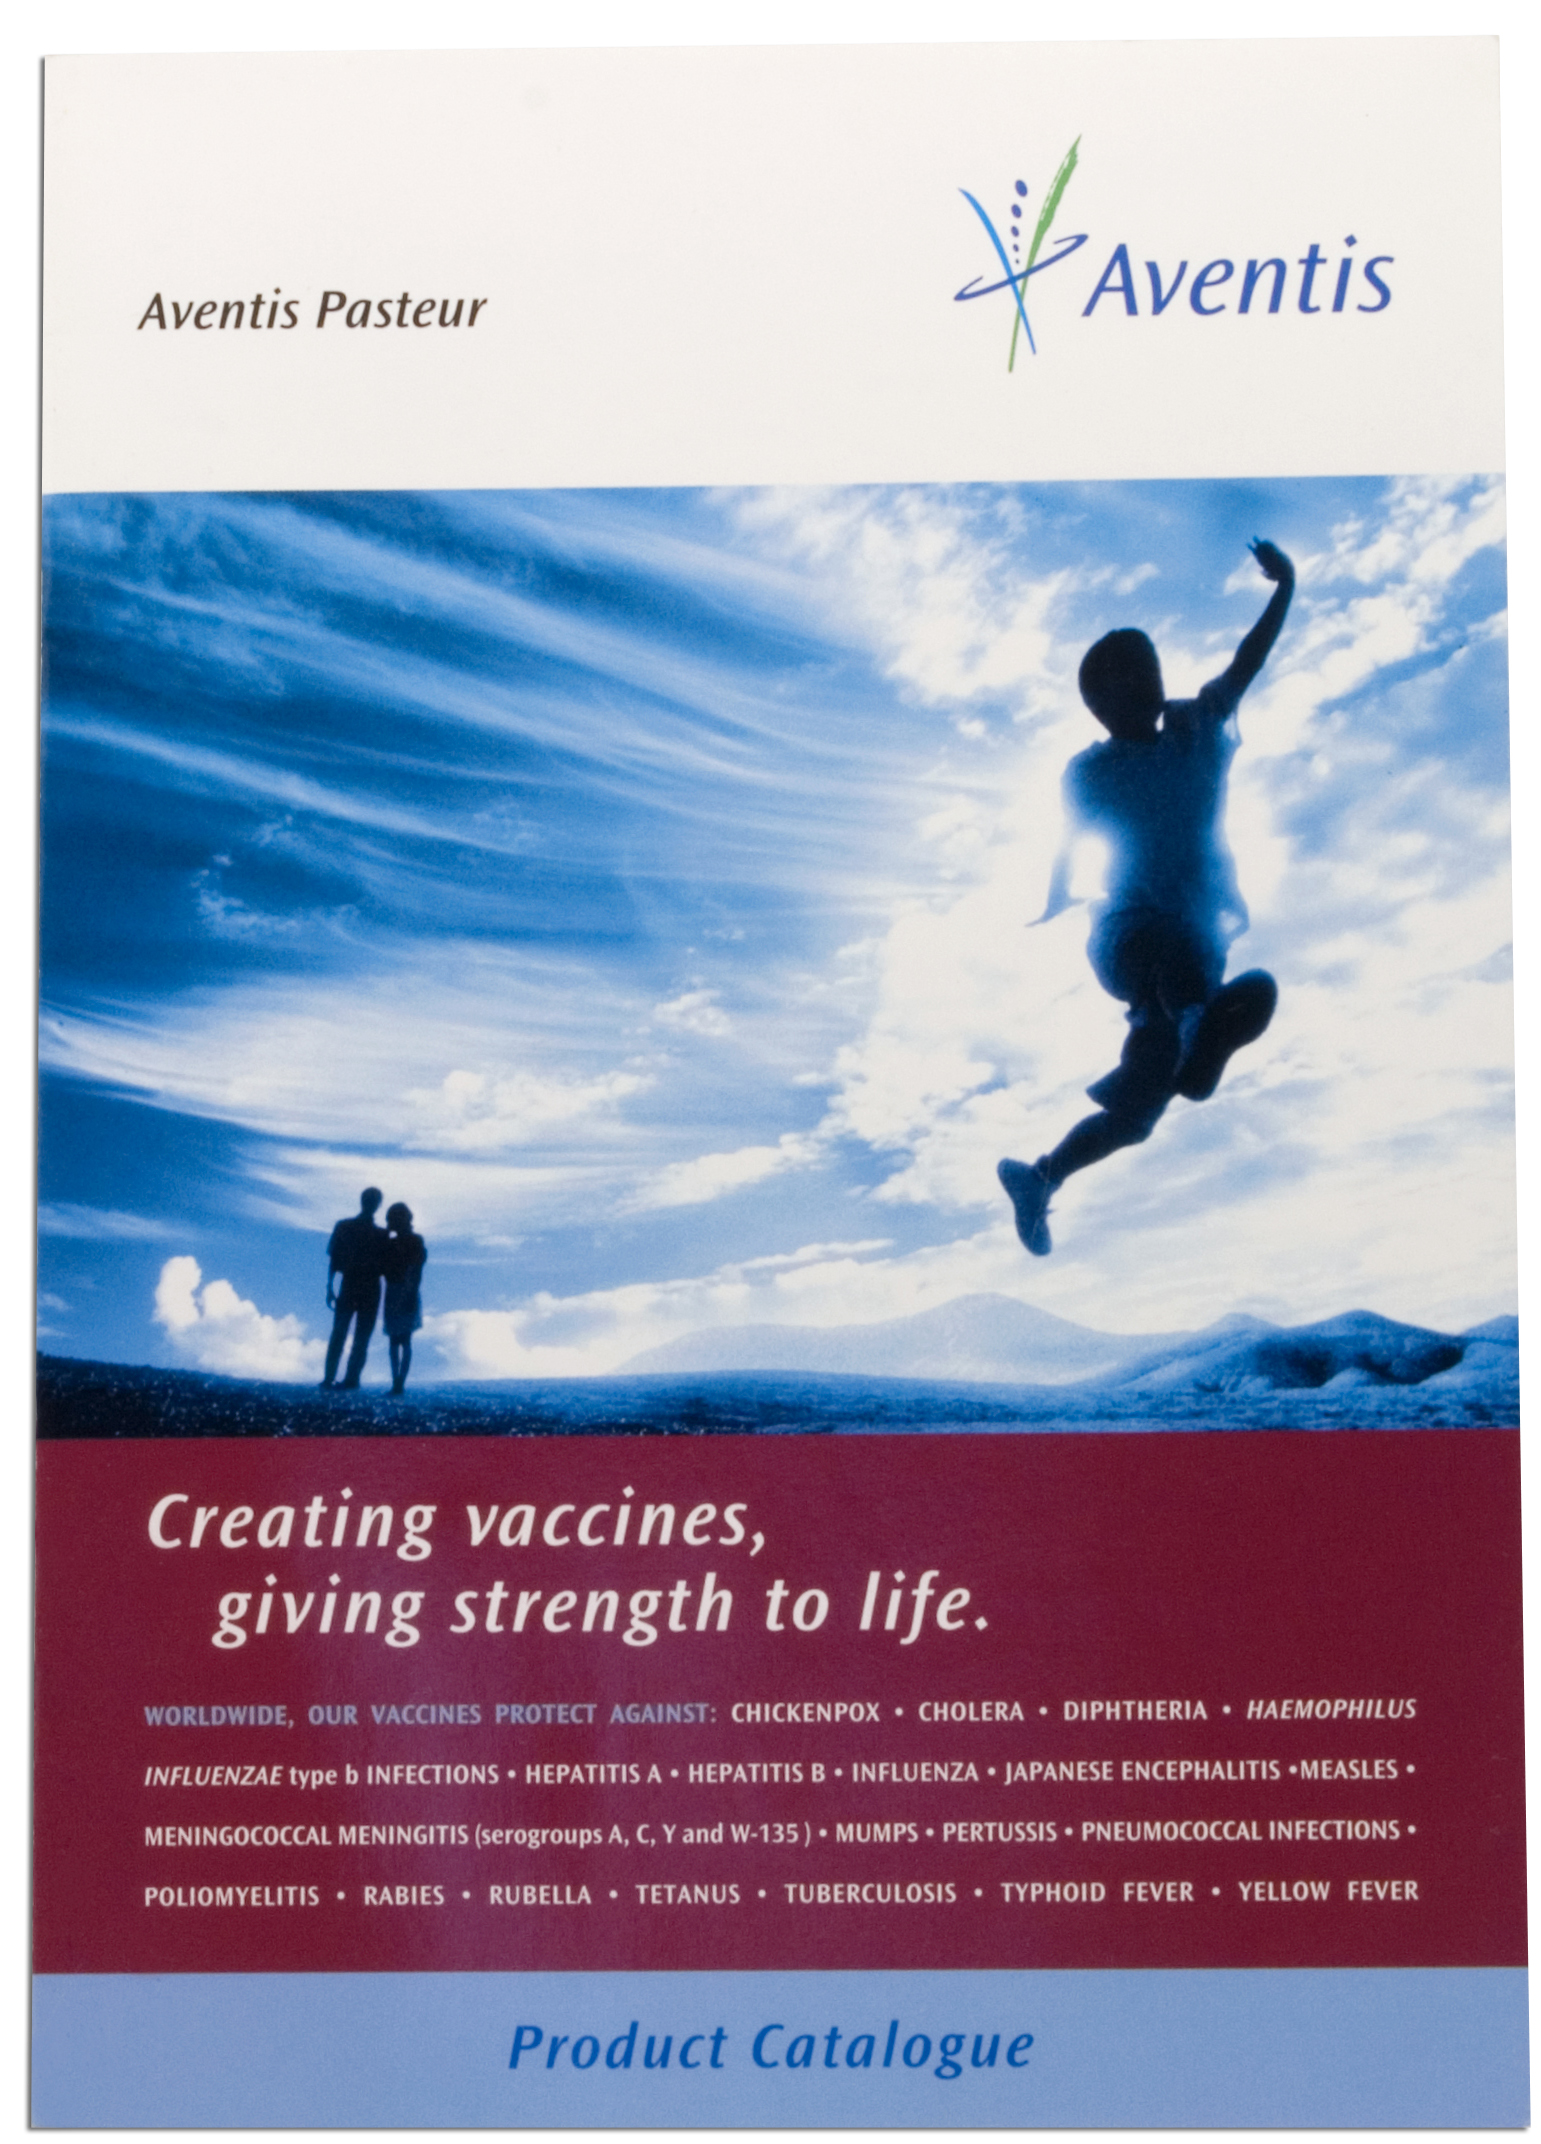 Aventis Pasteur
Aventis
Creating vaccines,
giving strength to life.
WORLDWIDE, OUR VACCINES PROTECT AGAINST: CHICKENPOX • CHOLERA • DIPHTHERIA • HAEMOPHILUS
INFLUENZAE type b INFECTIONS • HEPATITIS A • HEPATITIS B • INFLUENZA • JAPANESE ENCEPHALITIS •MEASLES •
MENINGOCOCCAL MENINGITIS (serogroups A, C, Y and W-135 ) • MUMPS • PERTUSSIS • PNEUMOCOCCAL INFECTIONS •
POLIOMYELITIS • RABIES • RUBELLA • TETANUS • TUBERCULOSIS • TYPHOID FEVER • YELLOW FEVER
Product Catalogue